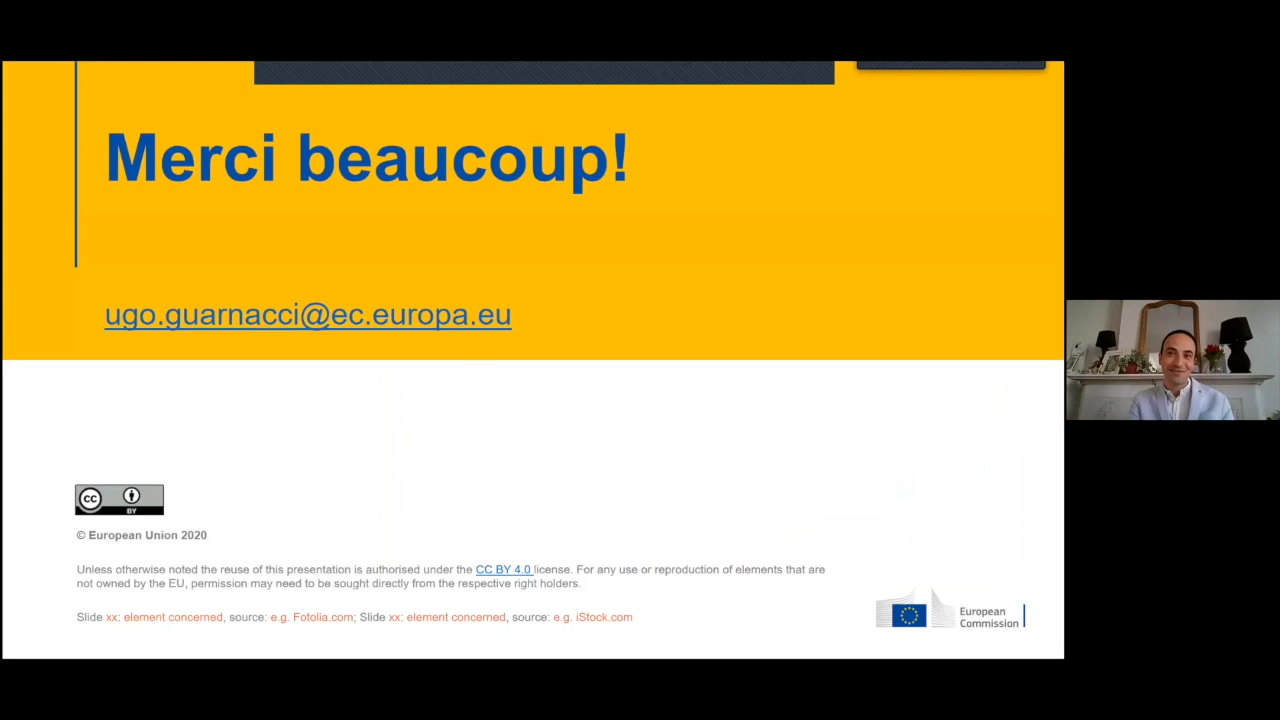 Merci beaucoup!
ugo.guarnacci@ec.europa.eu
cc
BY
© European Union 2020
Unless otherwise noted the reuse of this presentation is authorised under the CC BY 4.0 license. For any use or reproduction of elements that are
not owned by the EU, permission may need to be sought directly from the respective right holders.
Slide xx: element concerned, source: e.g. Fotolia.com; Slide xx: element concerned, source: e.g. iStock.com
European
Commission